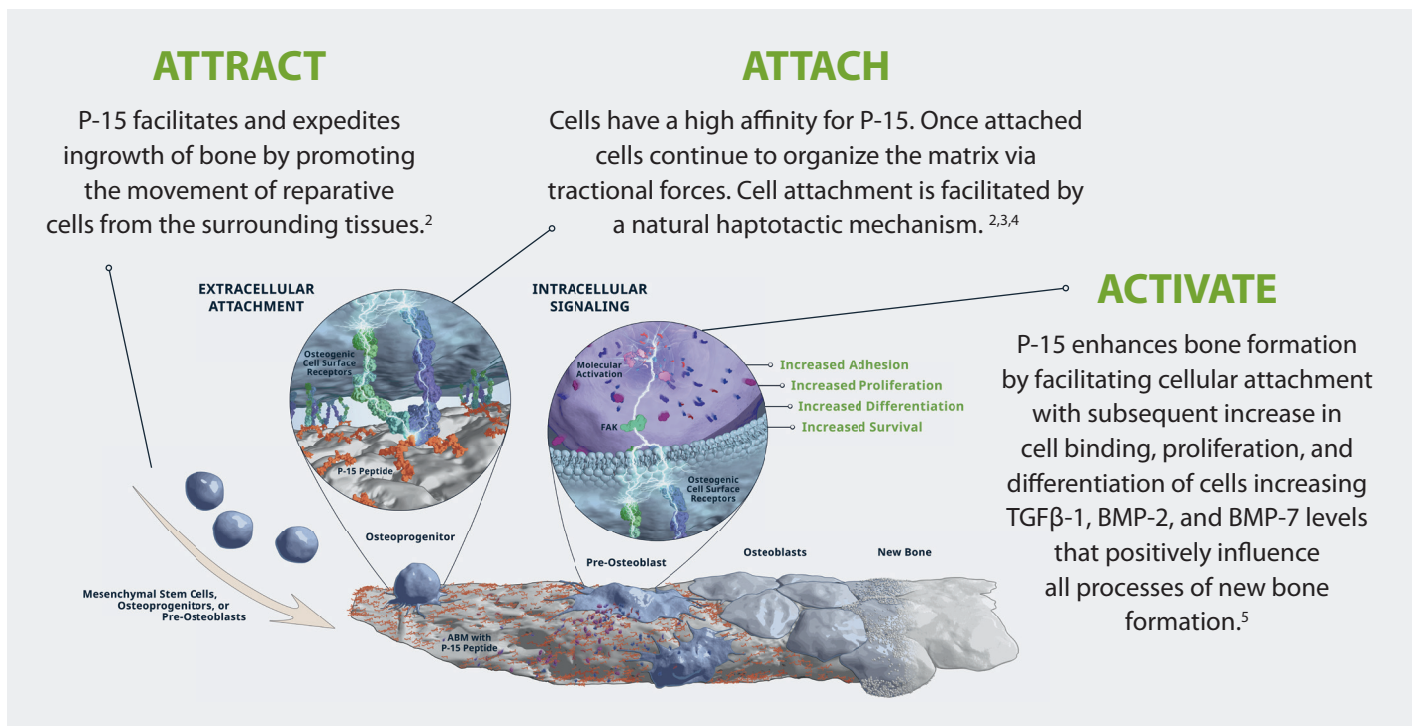 ATTRACT
P-15 facilitates and expedites
ingrowth of bone by promoting
the movement of reparative
cells from the surrounding tissues.2
ATTACH
Cells have a high affinity for P-15. Once attached
cells continue to organize the matrix via
tractional forces. Cell attachment is facilitated by
a natural haptotactic mechanism. 2,3,4
ACTIVATE
P-15 enhances bone formation
by facilitating cellular attachment
with subsequent increase in
cell binding, proliferation, and
differentiation of cells increasing
TGFβ-1, BMP-2, and BMP-7 levels
that positively influence
all processes of new bone
formation.5
EXTRACELLULAR
ATTACHMENT
Osteogenic
Cell Surface
Receptors
P-15 Peptide
INTRACELLULAR
SIGNALING
Molecular
Activation
FAK
Osteogenic
Cell Surface
Receptors
Increased Adhesion
Increased Proliferation
Increased Differentiation
Increased Survival
Mesenchymal Stem Cells,
Osteoprogenitors, or
Pre-Osteoblasts
Osteoprogenitor
ABM with
P-15 Peptide
Pre-Osteoblast
Osteoblasts
New Bone